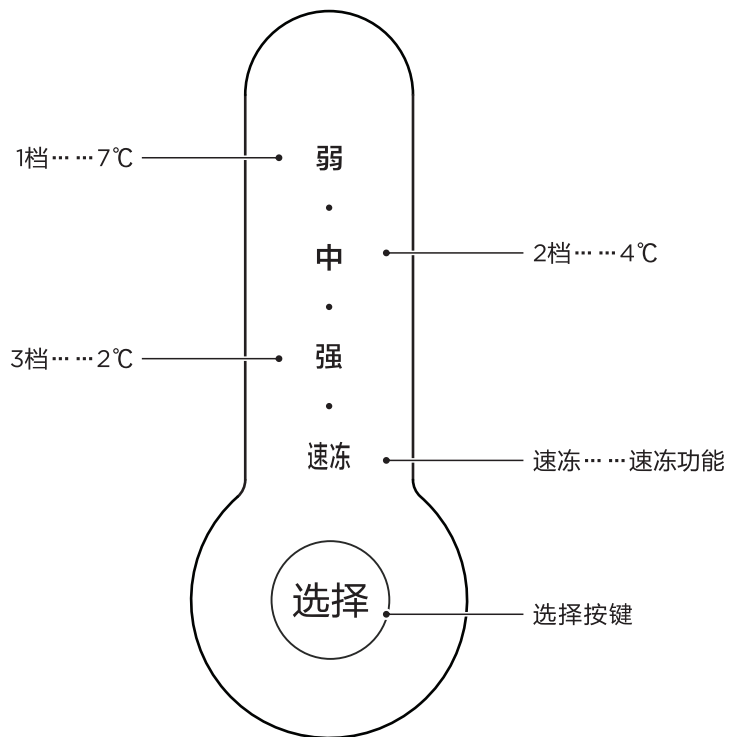 1档… …7℃
弱
中
2档… …4℃
3档… …2℃
强
速冻
速冻… …速冻功能
选择
选择按键